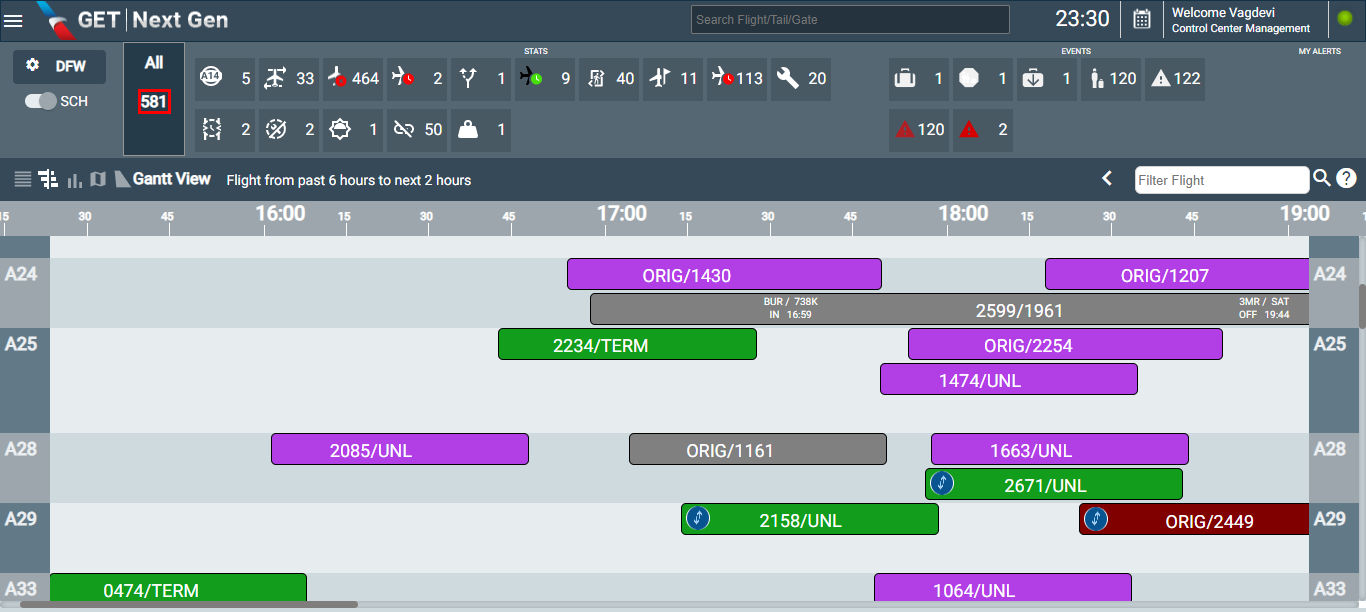 GET Next Gen
Search Flight/Tail/Gate
23:30
Welcome Vagdevi
Control Center Management
DFW
SCH
All
581
STATS
EVENTS
MY ALERTS
A14 5 33 464 2 1 9 40 11 113 20
1 1 1 120 122
2 2 1 50 1
120 2
Gantt View
Flight from past 6 hours to next 2 hours
Filter Flight
?
15 30 45 16:00 15 30 45 17:00 15 30 45 18:00 15 30 45 19:00
A24 ORIG/1430 ORIG/1207 A24
BUR / 738K 2599/1961 3MR / SAT
IN 16:59 OFF 19:44
A25 2234/TERM ORIG/2254 A25
1474/UNL
A28 2085/UNL ORIG/1161 1663/UNL A28
2671/UNL
A29 2158/UNL ORIG/2449 A29
A33 0474/TERM 1064/UNL A33